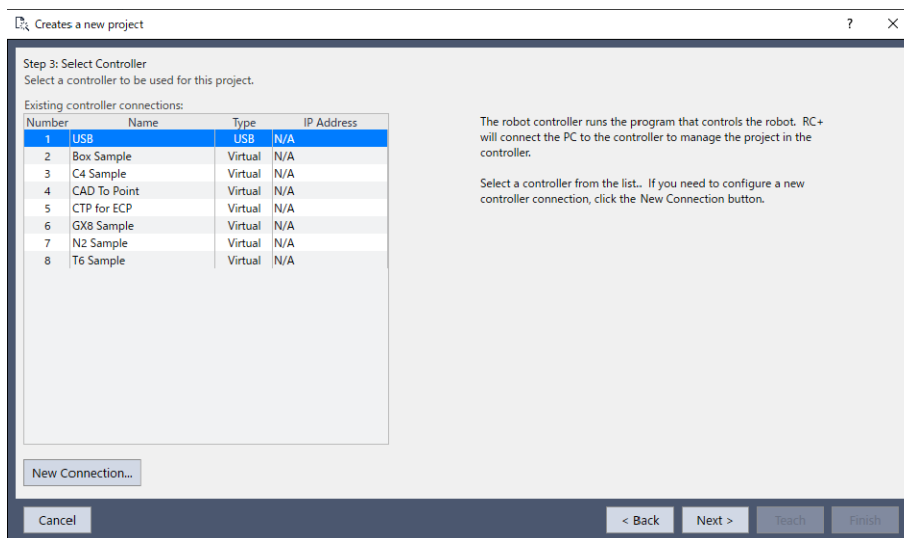 Creates a new project
?
Step 3: Select Controller
Select a controller to be used for this project.
Existing controller connections:
Number Name Type IP Address
1 USB USB N/A
2 Box Sample Virtual N/A
3 C4 Sample Virtual N/A
4 CAD To Point Virtual N/A
5 CTP for ECP Virtual N/A
6 GX8 Sample Virtual N/A
7 N2 Sample Virtual N/A
8 T6 Sample Virtual N/A
The robot controller runs the program that controls the robot. RC+
will connect the PC to the controller to manage the project in the
controller.
Select a controller from the list.. If you need to configure a new
controller connection, click the New Connection button.
New Connection...
Cancel
< Back
Next >
Teach
Finish